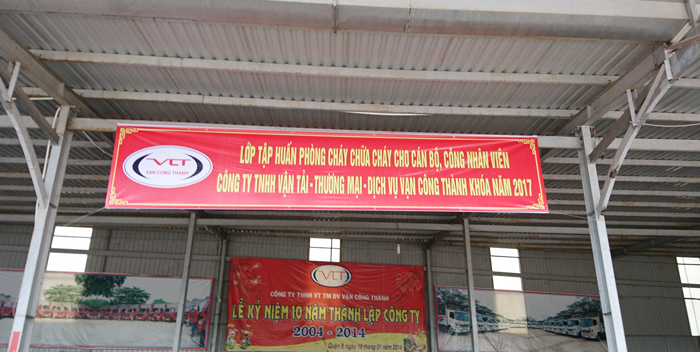 VCT
VẠN CÔNG THÀNH
LỚP TẬP HUẤN PHÒNG CHÁY CHỮA CHÁY CHO CÁN BỘ, CÔNG NHÂN VIÊN
CÔNG TY TNHH VẬN TẢI - THƯƠNG MẠI - DỊCH VỤ VẠN CÔNG THÀNH KHÓA NĂM 2017
VCT
CÔNG TY TNHH VT TM DV VẠN CÔNG THÀNH
LỄ KỶ NIỆM 10 NĂM THÀNH LẬP CÔNG TY
2004 - 2014
2014